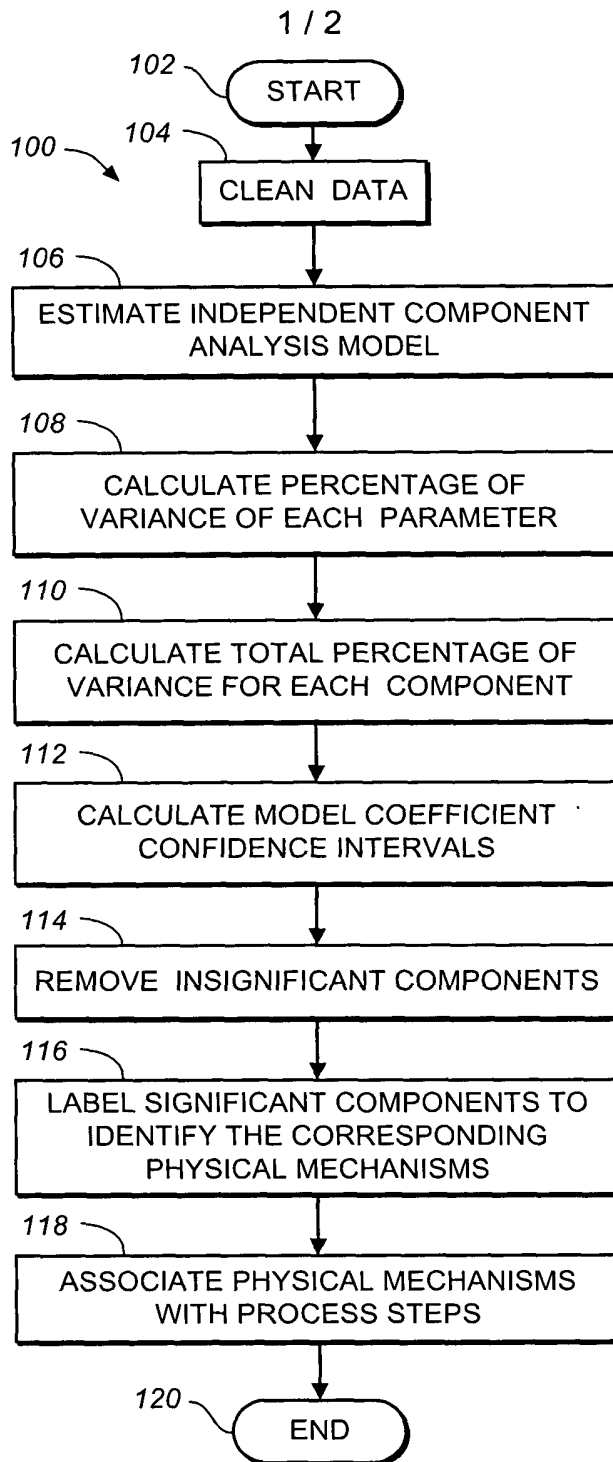 1 / 2
102
START
104
100
CLEAN DATA
106
ESTIMATE INDEPENDENT COMPONENT
ANALYSIS MODEL
108
CALCULATE PERCENTAGE OF
VARIANCE OF EACH PARAMETER
110
CALCULATE TOTAL PERCENTAGE OF
VARIANCE FOR EACH COMPONENT
112
CALCULATE MODEL COEFFICIENT
CONFIDENCE INTERVALS
114
REMOVE INSIGNIFICANT COMPONENTS
116
LABEL SIGNIFICANT COMPONENTS TO
IDENTIFY THE CORRESPONDING
PHYSICAL MECHANISMS
118
ASSOCIATE PHYSICAL MECHANISMS
WITH PROCESS STEPS
120
END